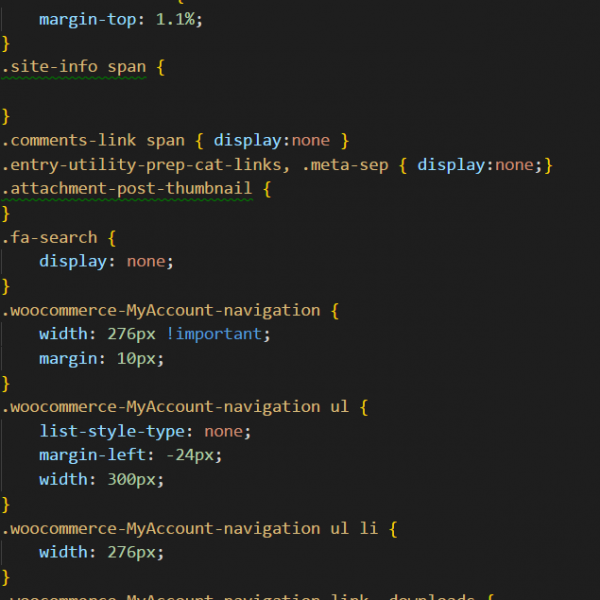 margin-top: 1.1%;
}
.site-info span {
}
.comments-link span { display:none }
.entry-utility-prep-cat-links, .meta-sep { display:none;}
.attachment-post-thumbnail {
}
.fa-search {
display: none;
}
.woocommerce-MyAccount-navigation {
width: 276px !important;
margin: 10px;
}
.woocommerce-MyAccount-navigation ul {
list-style-type: none;
margin-left: -24px;
width: 300px;
}
.woocommerce-MyAccount-navigation ul li {
width: 276px;
}